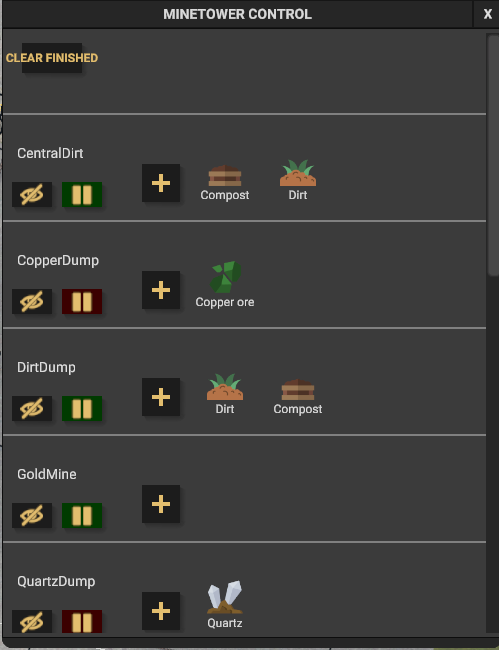 MINETOWER CONTROL
X
CLEAR FINISHED
CentralDirt
Compost
Dirt
CopperDump
Copper ore
DirtDump
Dirt
Compost
GoldMine
QuartzDump
Quartz